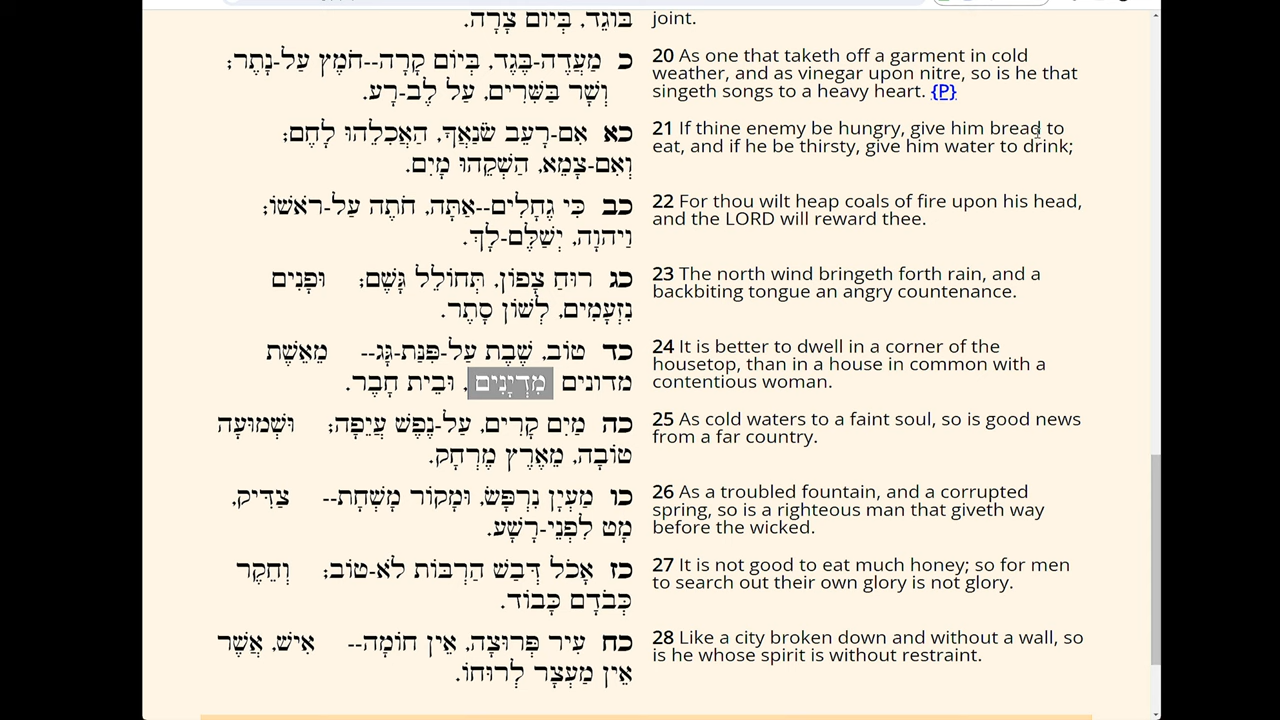 בּוֹגֵד, בְּיוֹם צָרָה.
joint.
כ מַעֲדֶה-בֶּגֶד, בְּיוֹם קָרָה--חֹמֶץ עַל-נָתֶר;
וְשָׁר בַּשִּׁרִים, עַל לֶב-רָע.
20 As one that taketh off a garment in cold
weather, and as vinegar upon nitre, so is he that
singeth songs to a heavy heart. {P}
כא אִם-רָעֵב שֹׂנַאֲךָ, הַאֲכִלֵהוּ לָחֶם;
וְאִם-צָמֵא, הַשְׁקֵהוּ מָיִם.
21 If thine enemy be hungry, give him bread to
eat, and if he be thirsty, give him water to drink;
כב כִּי גֶחָלִים--אַתָּה, חֹתֶה עַל-רֹאשׁוֹ;
וַיהוָה, יְשַׁלֶּם-לָךְ.
22 For thou wilt heap coals of fire upon his head,
and the LORD will reward thee.
כג רוּחַ צָפוֹן, תְּחוֹלֵל גָּשֶׁם; וּפָנִים
נִזְעָמִים, לְשׁוֹן סָתֶר.
23 The north wind bringeth forth rain, and a
backbiting tongue an angry countenance.
כד טוֹב, שֶׁבֶת עַל-פִּנַּת-גָּג-- מֵאֵשֶׁת
מדונים מִדְיָנִים, וּבֵית חָבֶר.
24 It is better to dwell in a corner of the
housetop, than in a house in common with a
contentious woman.
כה מַיִם קָרִים, עַל-נֶפֶשׁ עֲיֵפָה; וּשְׁמוּעָה
טוֹבָה, מֵאֶרֶץ מֶרְחָק.
25 As cold waters to a faint soul, so is good news
from a far country.
כו מַעְיָן נִרְפָּשׂ, וּמָקוֹר מָשְׁחָת-- צַדִּיק,
מָט לִפְנֵי-רָשָׁע.
26 As a troubled fountain, and a corrupted
spring, so is a righteous man that giveth way
before the wicked.
כז אָכֹל דְּבַשׁ הַרְבּוֹת לֹא-טוֹב; וְחֵקֶר
כְּבֹדָם כָּבוֹד.
27 It is not good to eat much honey; so for men
to search out their own glory is not glory.
כח עִיר פְּרוּצָה, אֵין חוֹמָה-- אִישׁ, אֲשֶׁר
אֵין מַעְצָר לְרוּחוֹ.
28 Like a city broken down and without a wall, so
is he whose spirit is without restraint.